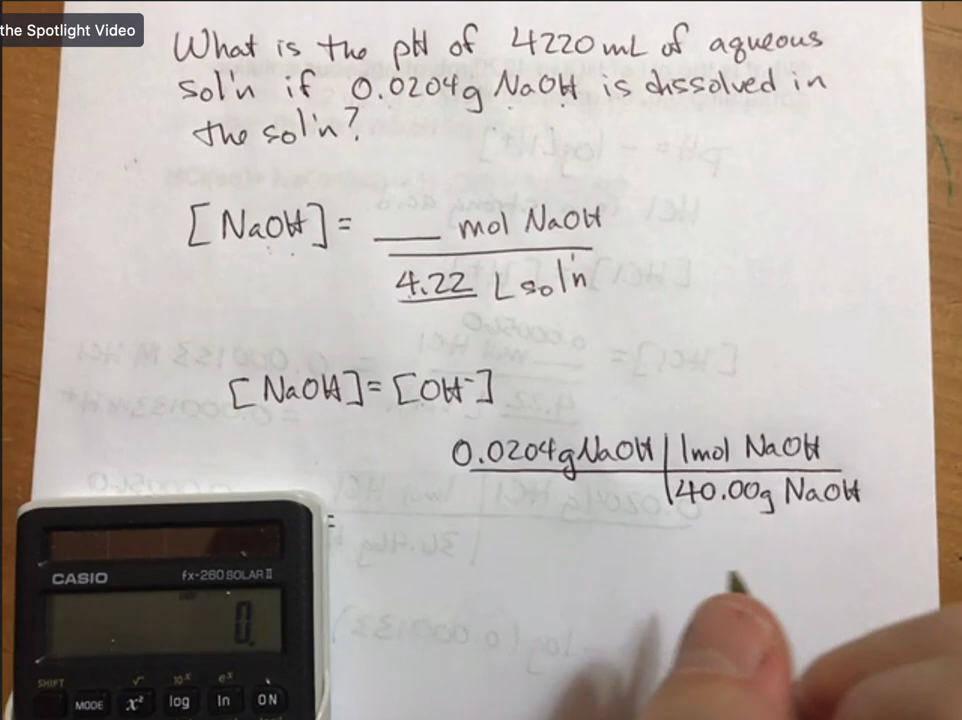 the Spotlight Video
What is the pH of 4220 mL of aqueous
sol'n if 0.0204g NaOH is dissolved in
the sol'n?
[NaOH] = ___ mol NaOH
4.22 L sol'n
[NaOH] = [OH⁻]
0.0204g NaOH | 1mol NaOH
40.00g NaOH
CASIO fx-260 SOLAR II
0.
SHIFT √ 10ˣ eˣ
MODE x² log ln ON